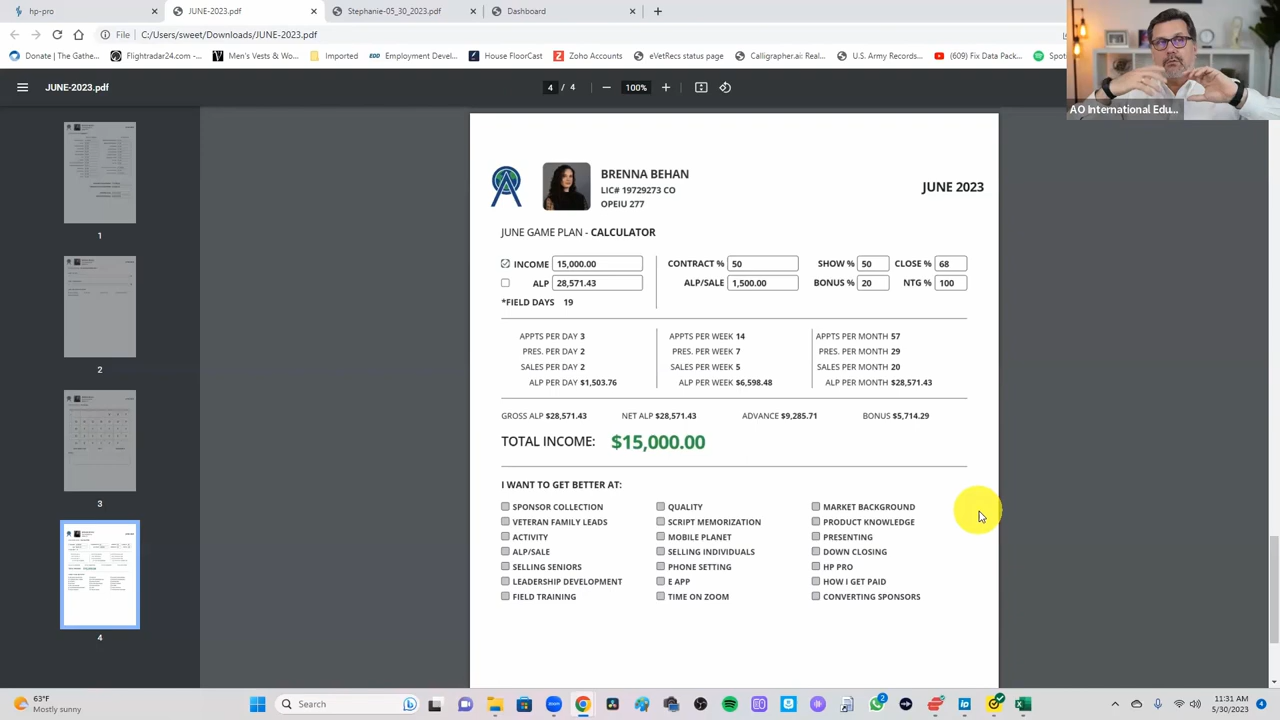 hp-pro
JUNE-2023.pdf
Stephanie-05_30_2023.pdf
Dashboard
File
C:/Users/sweet/Downloads/JUNE-2023.pdf
Donate | The Gathe...
Flightradar24.com -...
Men's Vests & Wo...
EDD
Employment Devel...
House FloorCast
Zoho Accounts
eVetRecs status page
Calligrapher.ai: Real...
U.S. Army Records...
(609) Fix Data Pack...
Spoti
JUNE-2023.pdf
4 / 4
100%
AO International Edu...
1
2
3
4
BRENNA BEHAN
LIC# 19729273 CO
OPEIU 277
JUNE 2023
JUNE GAME PLAN - CALCULATOR
INCOME 15,000.00 CONTRACT % 50 SHOW % 50 CLOSE % 68
ALP 28,571.43 ALP/SALE 1,500.00 BONUS % 20 NTG % 100
*FIELD DAYS 19
APPTS PER DAY 3 APPTS PER WEEK 14 APPTS PER MONTH 57
PRES. PER DAY 2 PRES. PER WEEK 7 PRES. PER MONTH 29
SALES PER DAY 2 SALES PER WEEK 5 SALES PER MONTH 20
ALP PER DAY $1,503.76 ALP PER WEEK $6,598.48 ALP PER MONTH $28,571.43
GROSS ALP $28,571.43 NET ALP $28,571.43 ADVANCE $9,285.71 BONUS $5,714.29
TOTAL INCOME: $15,000.00
I WANT TO GET BETTER AT:
SPONSOR COLLECTION QUALITY MARKET BACKGROUND
VETERAN FAMILY LEADS SCRIPT MEMORIZATION PRODUCT KNOWLEDGE
ACTIVITY MOBILE PLANET PRESENTING
ALP/SALE SELLING INDIVIDUALS DOWN CLOSING
SELLING SENIORS PHONE SETTING HP PRO
LEADERSHIP DEVELOPMENT E APP HOW I GET PAID
FIELD TRAINING TIME ON ZOOM CONVERTING SPONSORS
63°F
Mostly sunny
Search
zoom
2
11:31 AM
5/30/2023
4